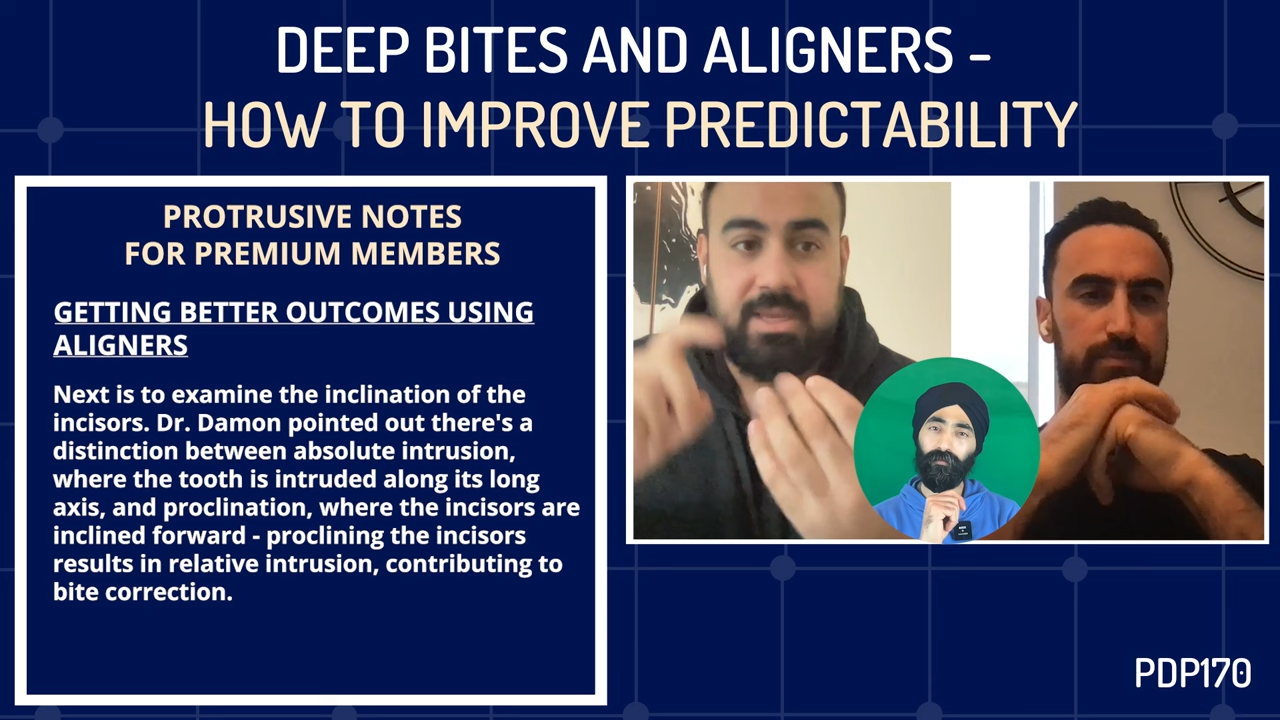 DEEP BITES AND ALIGNERS -
HOW TO IMPROVE PREDICTABILITY
PROTRUSIVE NOTES
FOR PREMIUM MEMBERS
GETTING BETTER OUTCOMES USING
ALIGNERS
Next is to examine the inclination of the
incisors. Dr. Damon pointed out there's a
distinction between absolute intrusion,
where the tooth is intruded along its long
axis, and proclination, where the incisors are
inclined forward - proclining the incisors
results in relative intrusion, contributing to
bite correction.
PDP170